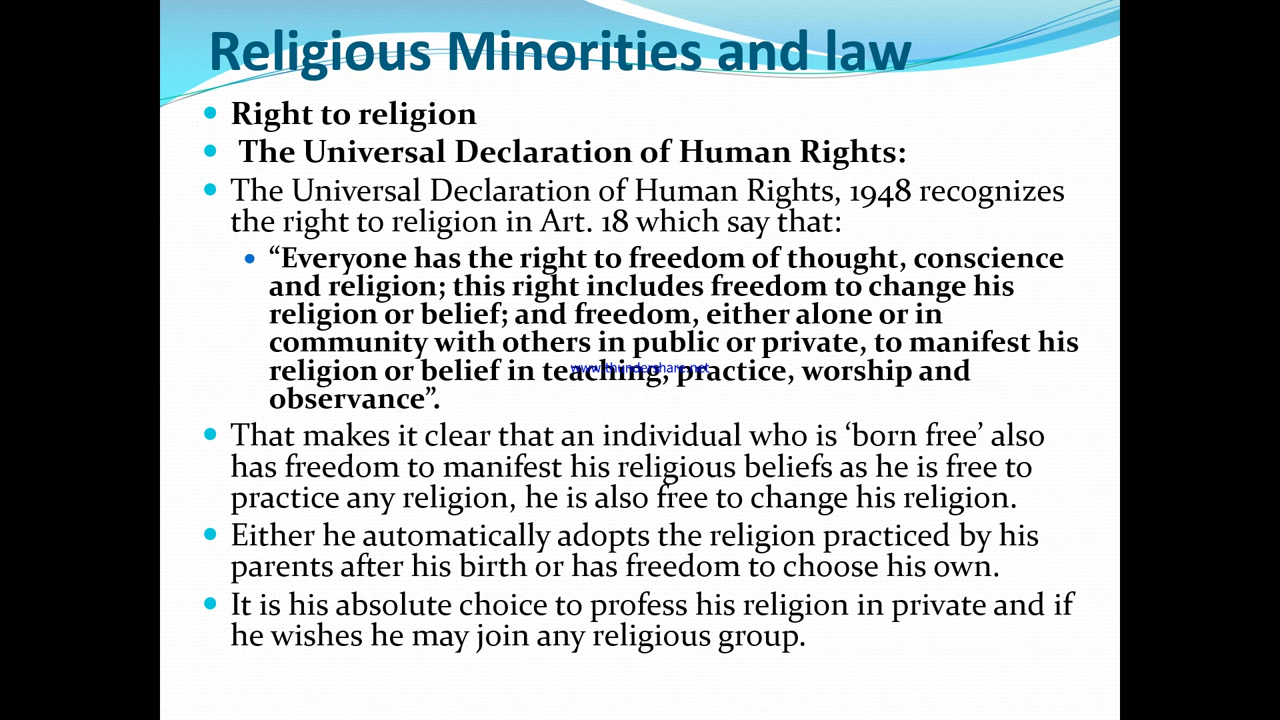 Religious Minorities and law
Right to religion
The Universal Declaration of Human Rights:
The Universal Declaration of Human Rights, 1948 recognizes
the right to religion in Art. 18 which say that:
“Everyone has the right to freedom of thought, conscience
and religion; this right includes freedom to change his
religion or belief; and freedom, either alone or in
community with others in public or private, to manifest his
religion or belief in teaching, practice, worship and
www.thundershare.net
observance”.
That makes it clear that an individual who is ‘born free’ also
has freedom to manifest his religious beliefs as he is free to
practice any religion, he is also free to change his religion.
Either he automatically adopts the religion practiced by his
parents after his birth or has freedom to choose his own.
It is his absolute choice to profess his religion in private and if
he wishes he may join any religious group.